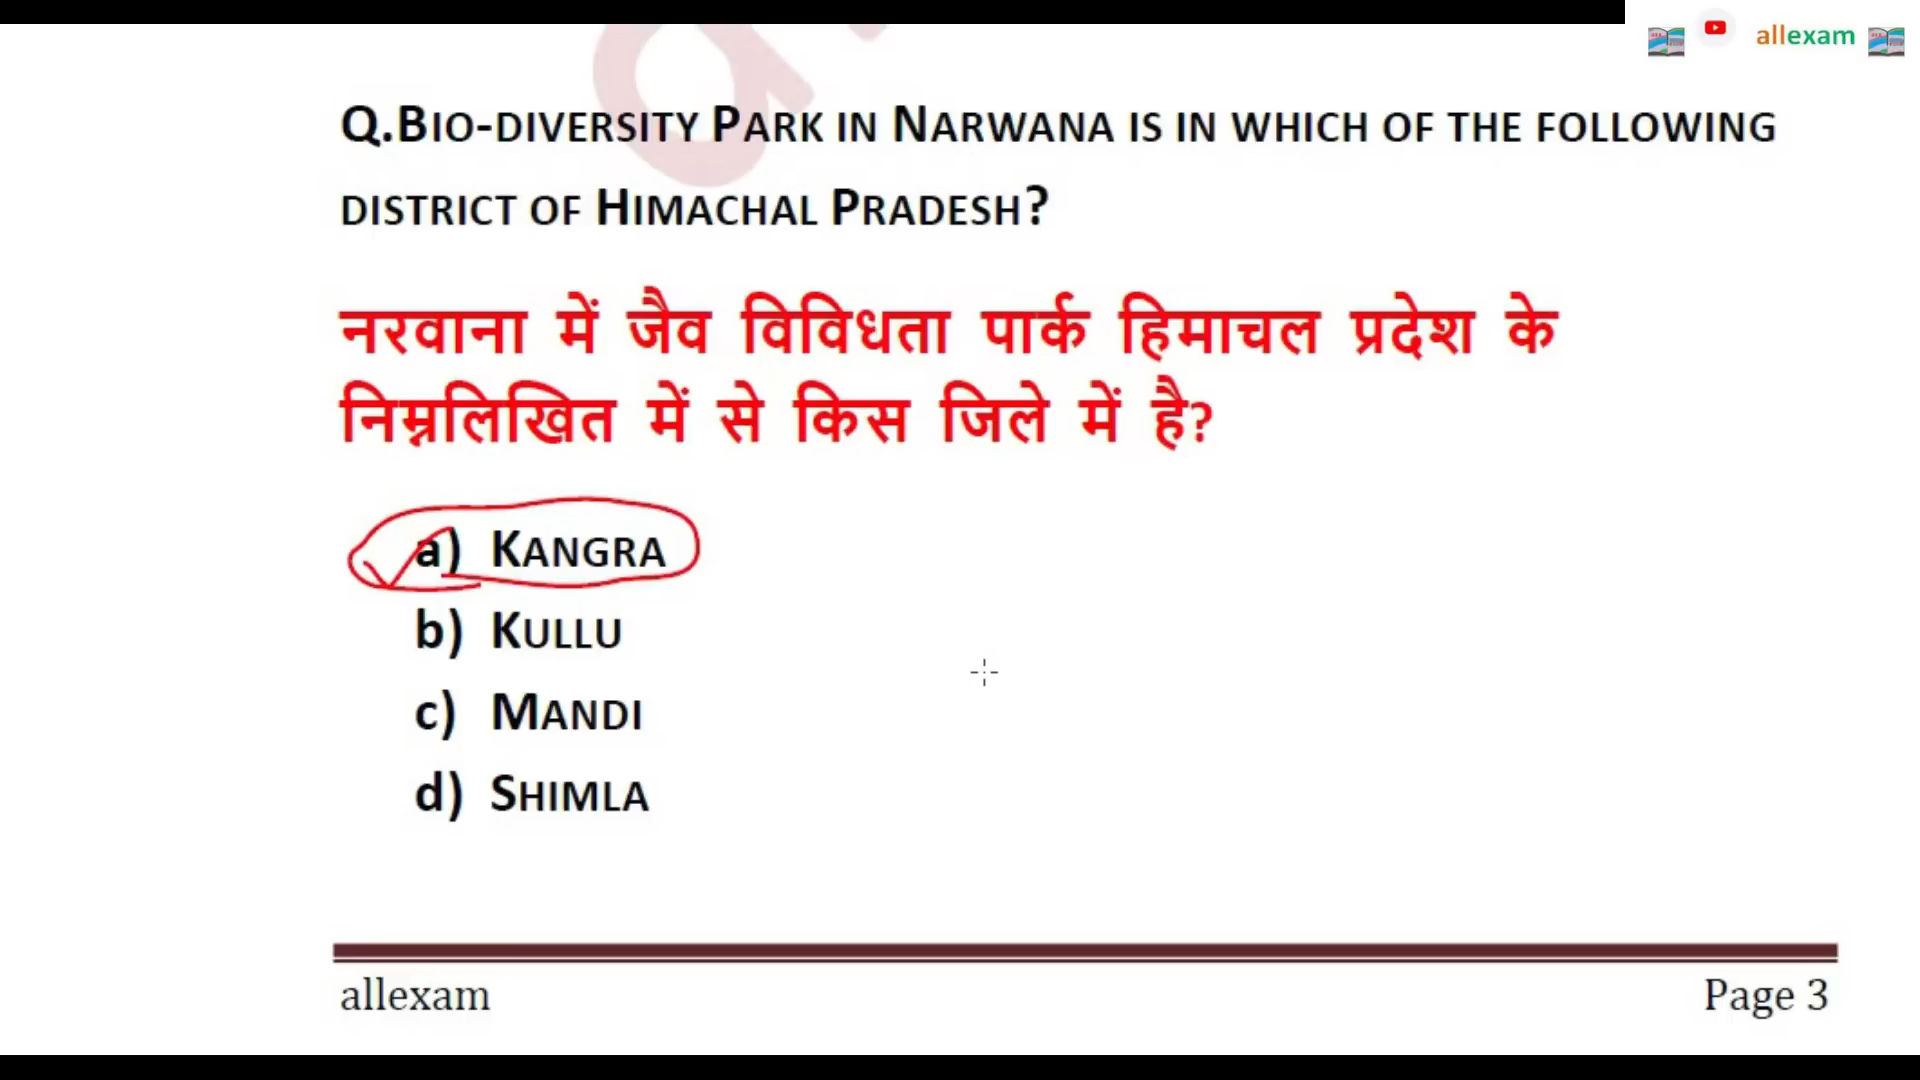 allexam
Q.Bio-diversity Park in Narwana is in which of the following
district of Himachal Pradesh?
नरवाना में जैव विविधता पार्क हिमाचल प्रदेश के
निम्नलिखित में से किस जिले में है?
a) Kangra
b) Kullu
c) Mandi
d) Shimla
allexam
Page 3